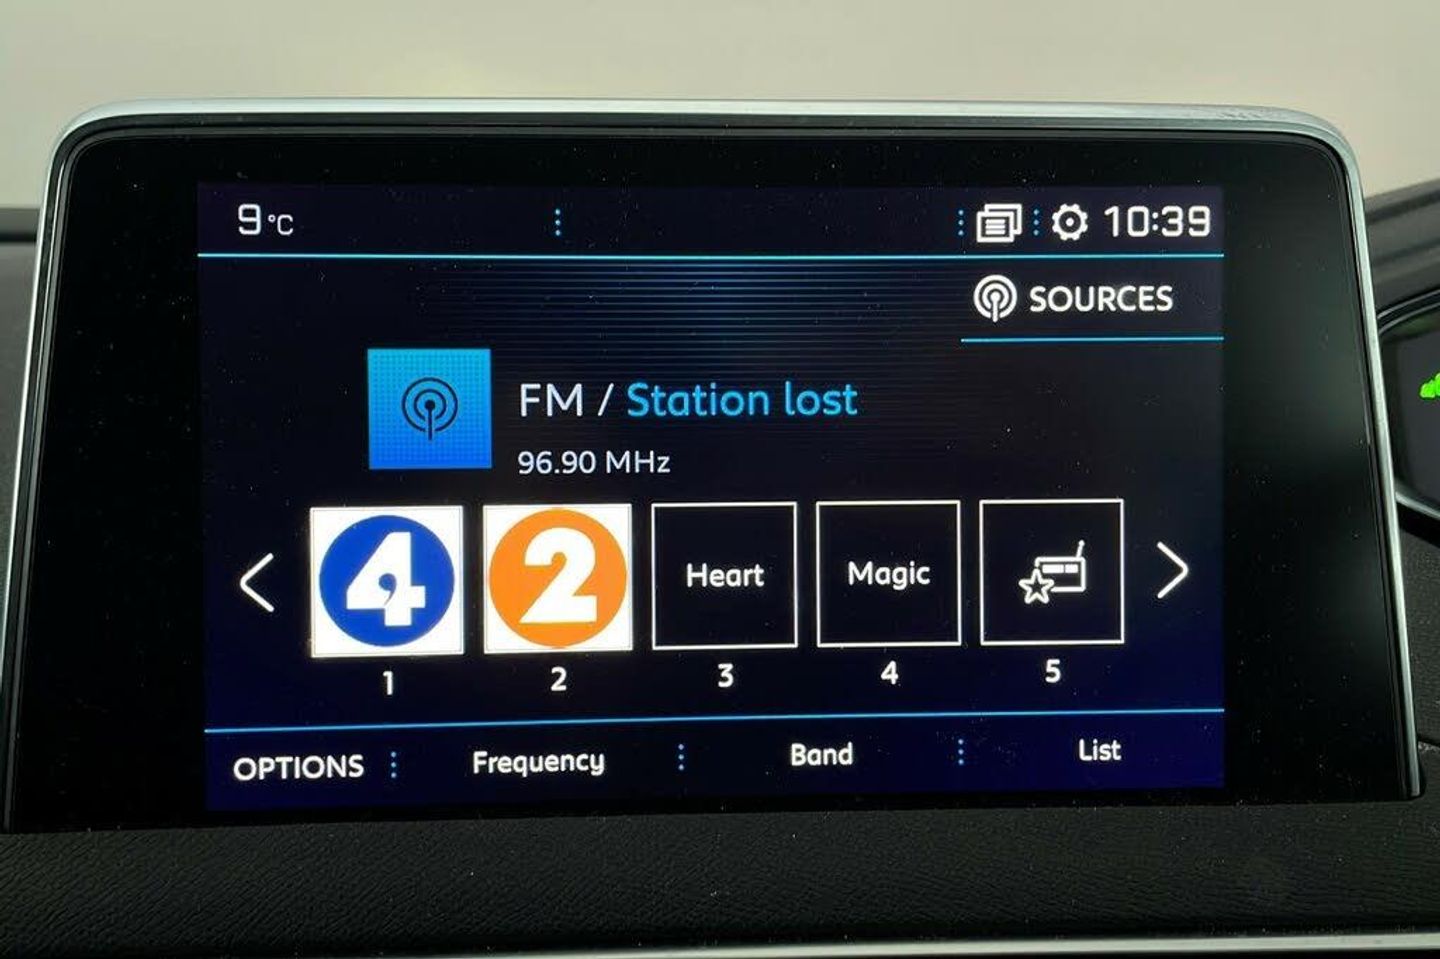 9 °C
10:39
SOURCES
FM / Station lost
96.90 MHz
4
2
Heart
Magic
1
2
3
4
5
OPTIONS
Frequency
Band
List